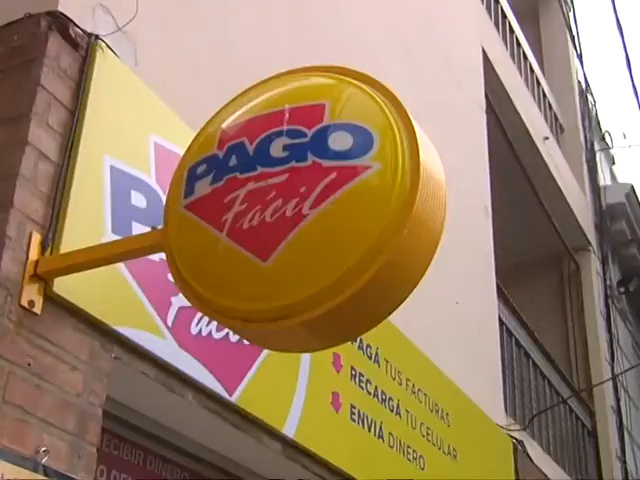 PAGO
Fácil
PAGÁ TUS FACTURAS
RECARGÁ TU CELULAR
ENVIÁ DINERO
RECIBIR DINERO